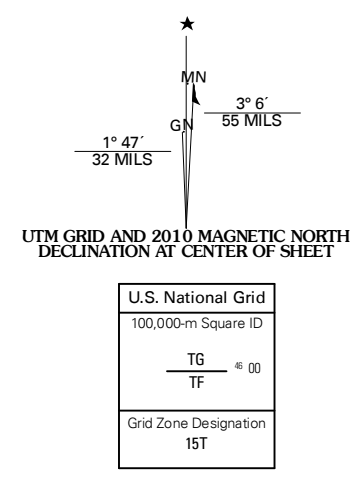 ★
MN
3° 6´
55 MILS
GN
1° 47´
32 MILS
UTM GRID AND 2010 MAGNETIC NORTH
DECLINATION AT CENTER OF SHEET
U.S. National Grid
100,000-m Square ID
TG
46 00
TF
Grid Zone Designation
15T